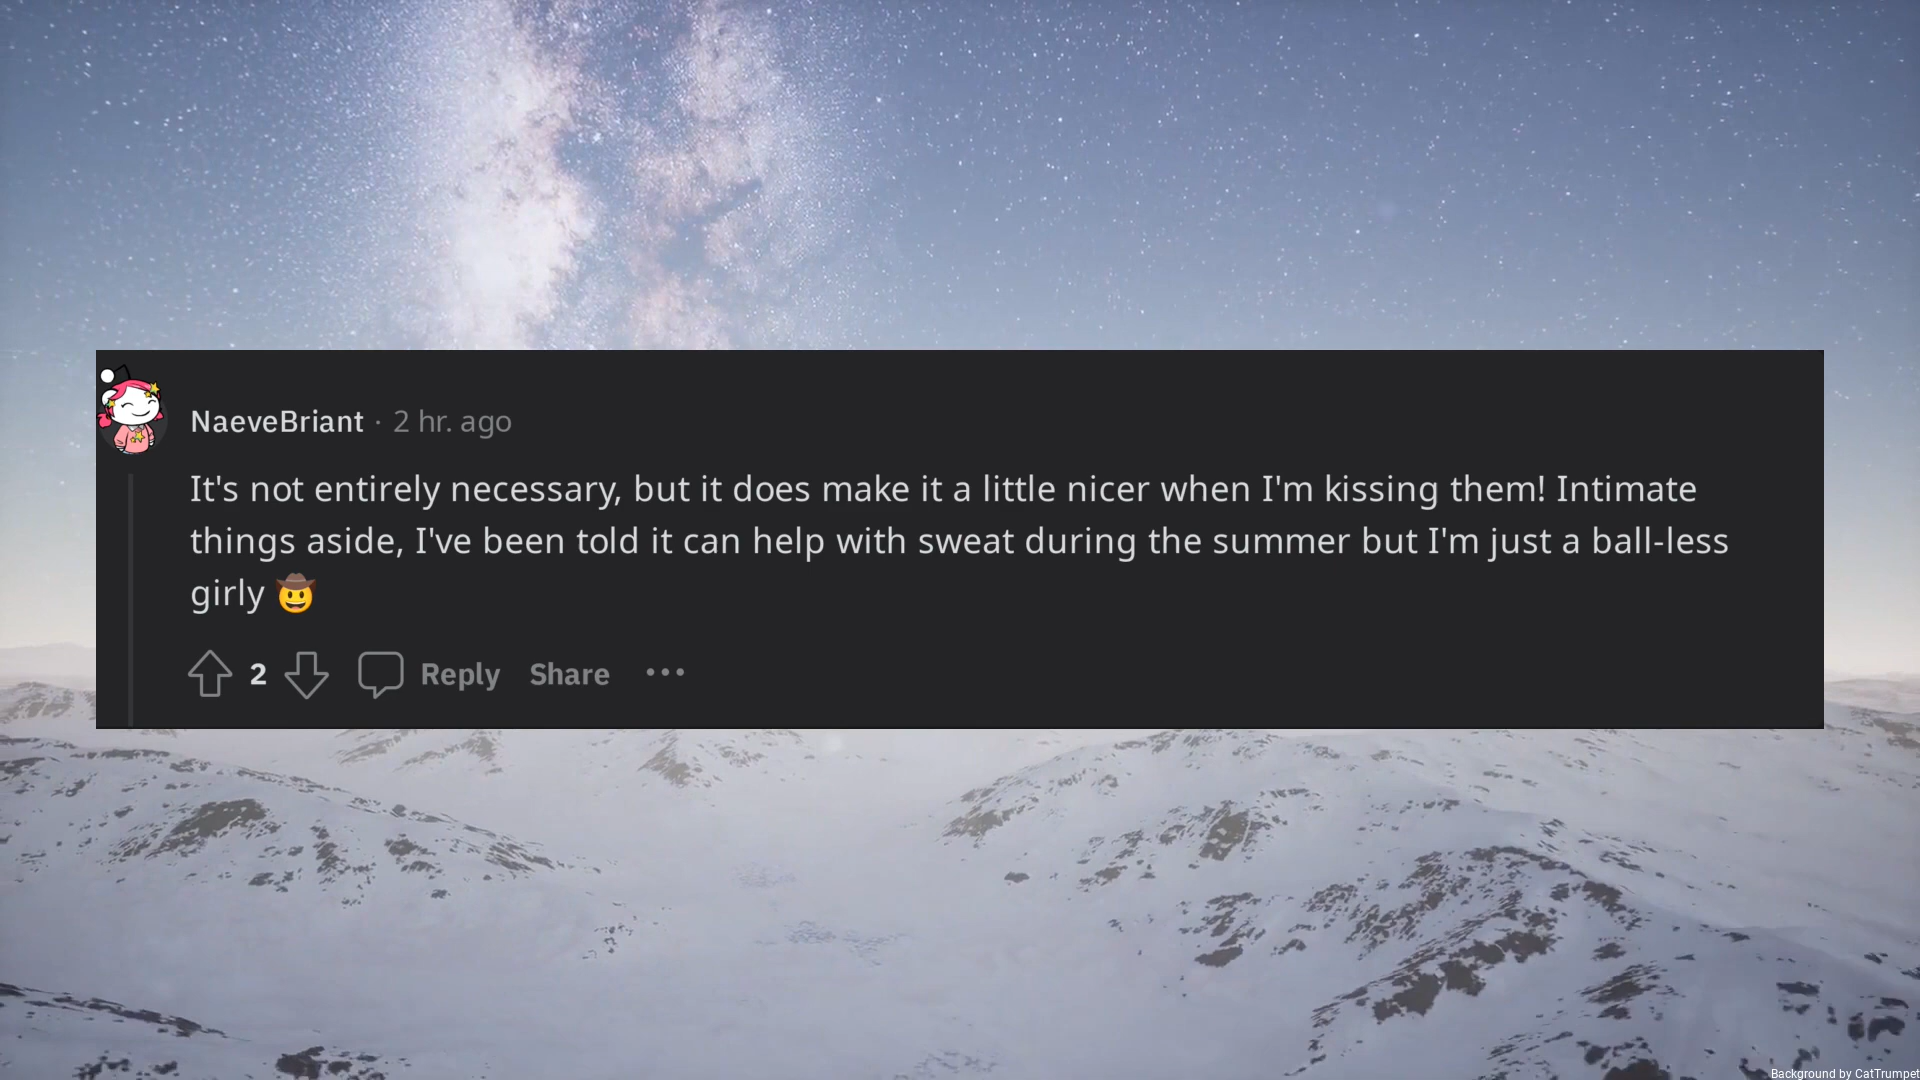 NaeveBriant · 2 hr. ago
It's not entirely necessary, but it does make it a little nicer when I'm kissing them! Intimate
things aside, I've been told it can help with sweat during the summer but I'm just a ball-less
girly 🤠
2 Reply Share ···
Background by CatTrumpet